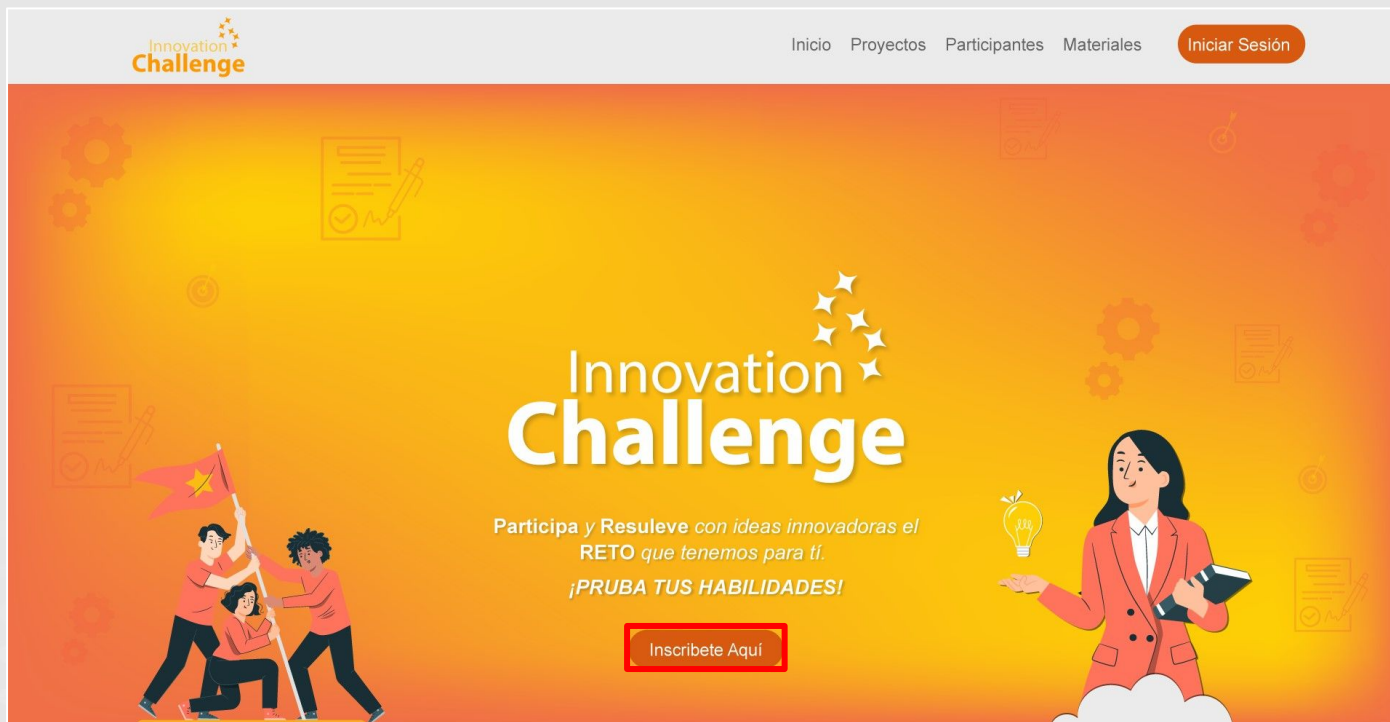 Innovation
Challenge
Inicio Proyectos Participantes Materiales Iniciar Sesión
Innovation
Challenge
Participa y Resuleve con ideas innovadoras el
RETO que tenemos para tí.
¡PRUBA TUS HABILIDADES!
Inscribete Aquí